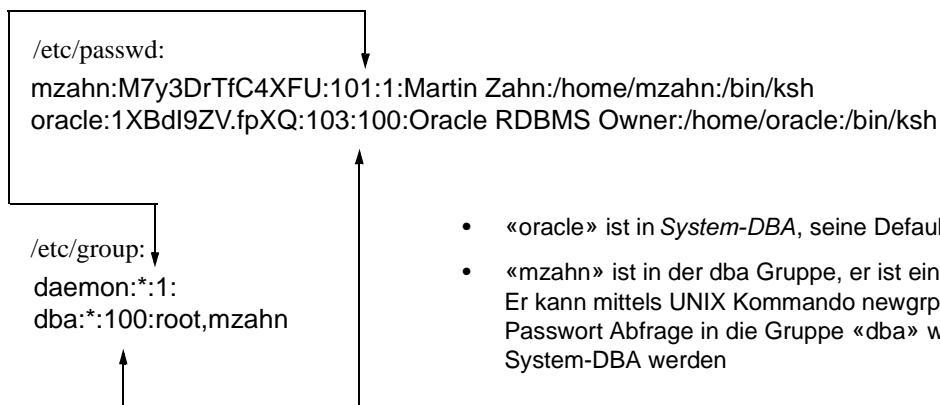 /etc/passwd:
mzahn:M7y3DrTfC4XFU:101:1:Martin Zahn:/home/mzahn:/bin/ksh
oracle:1XBdI9ZV.fpXQ:103:100:Oracle RDBMS Owner:/home/oracle:/bin/ksh
/etc/group:
daemon:*:1:
dba:*:100:root,mzahn
• «oracle» ist in System-DBA, seine Defaul
• «mzahn» ist in der dba Gruppe, er ist ein
Er kann mittels UNIX Kommando newgrp
Passwort Abfrage in die Gruppe «dba» w
System-DBA werden